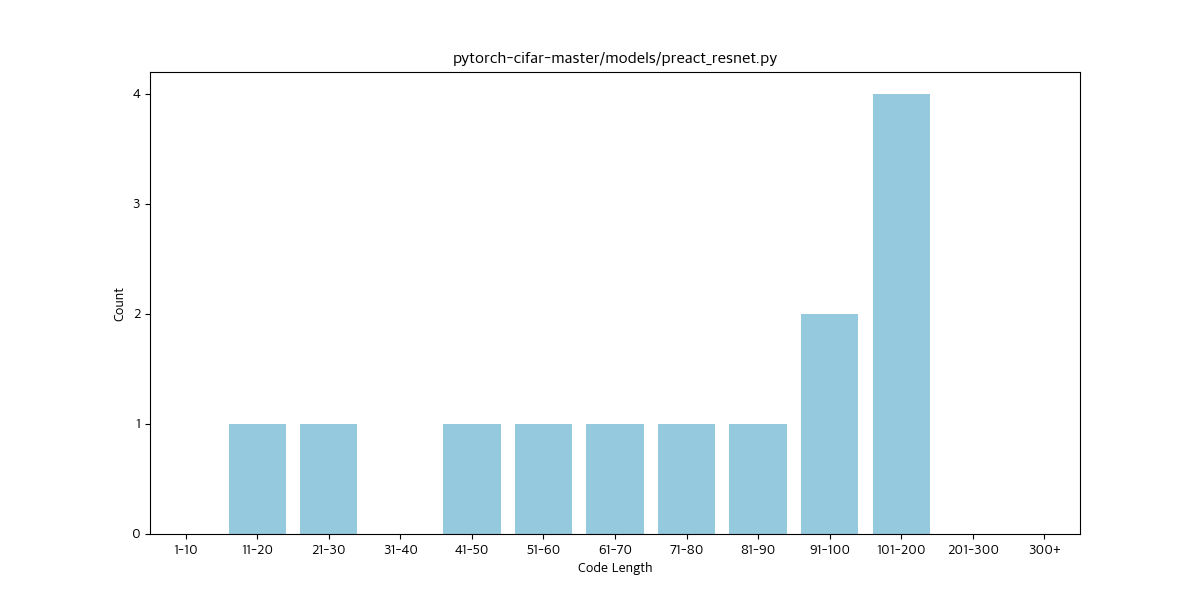 pytorch-cifar-master/models/preact_resnet.py
Count
4
3
2
1
0
1-10 11-20 21-30 31-40 41-50 51-60 61-70 71-80 81-90 91-100 101-200 201-300 300+
Code Length